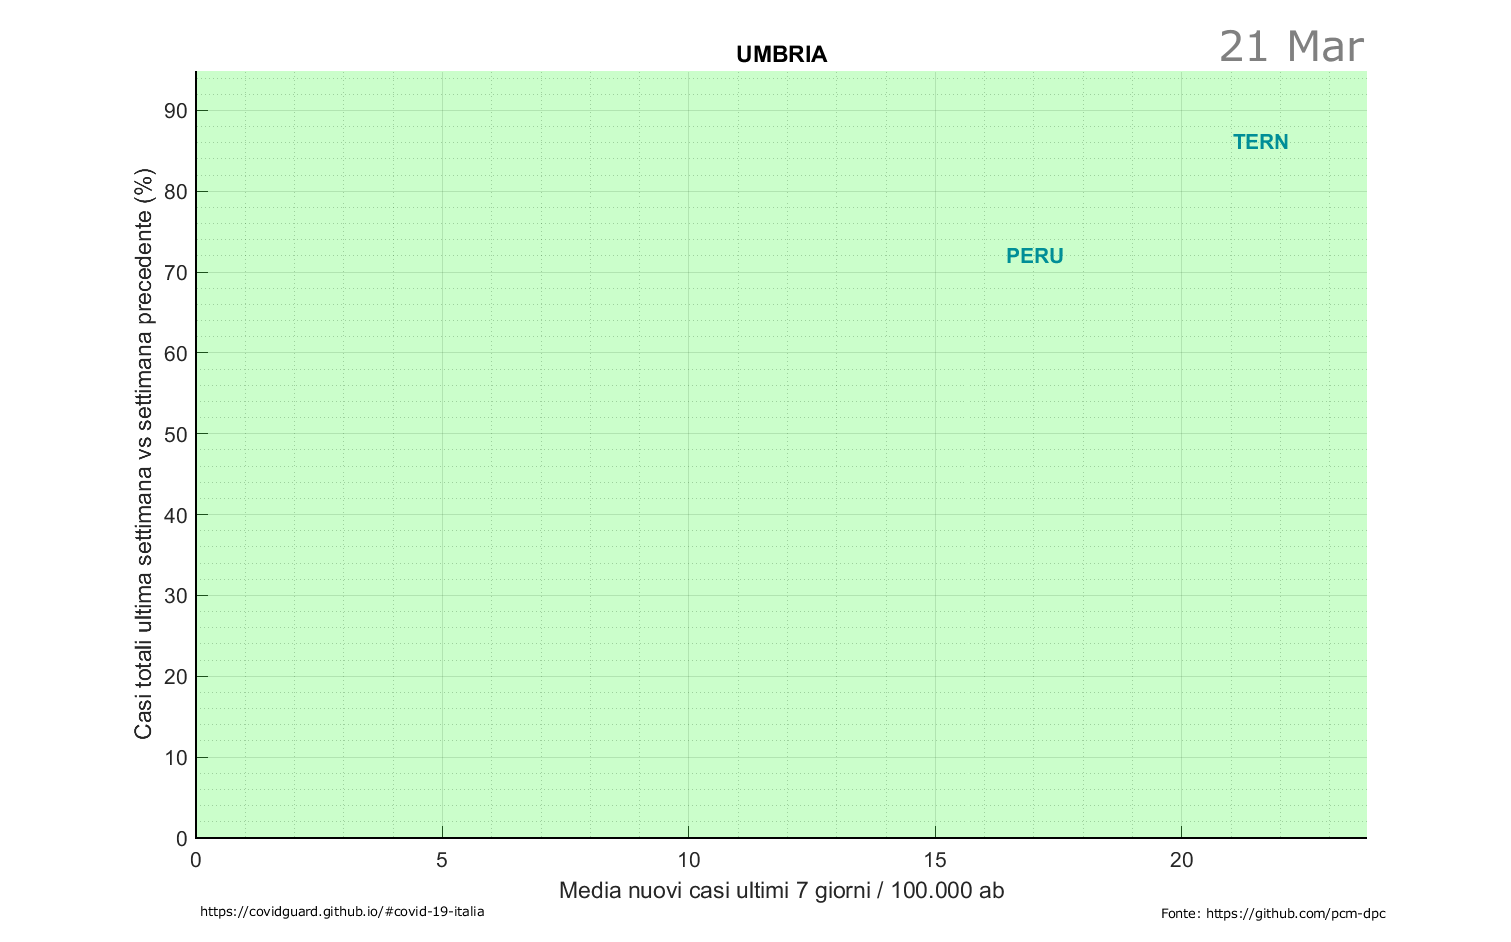 UMBRIA
21 Mar
90
80
70
60
50
40
30
20
10
0
Casi totali ultima settimana vs settimana precedente (%)
TERN
PERU
0
5
10
15
20
Media nuovi casi ultimi 7 giorni / 100.000 ab
https://covidguard.github.io/#covid-19-italia
Fonte: https://github.com/pcm-dpc